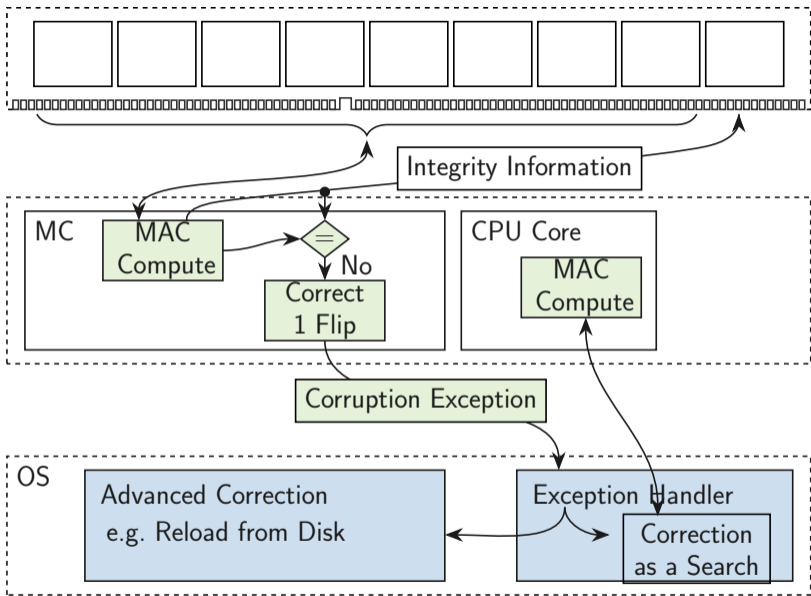 Integrity Information
MC
MAC
Compute
=
No
Correct
1 Flip
CPU Core
MAC
Compute
Corruption Exception
OS
Advanced Correction
e.g. Reload from Disk
Exception Handler
Correction
as a Search